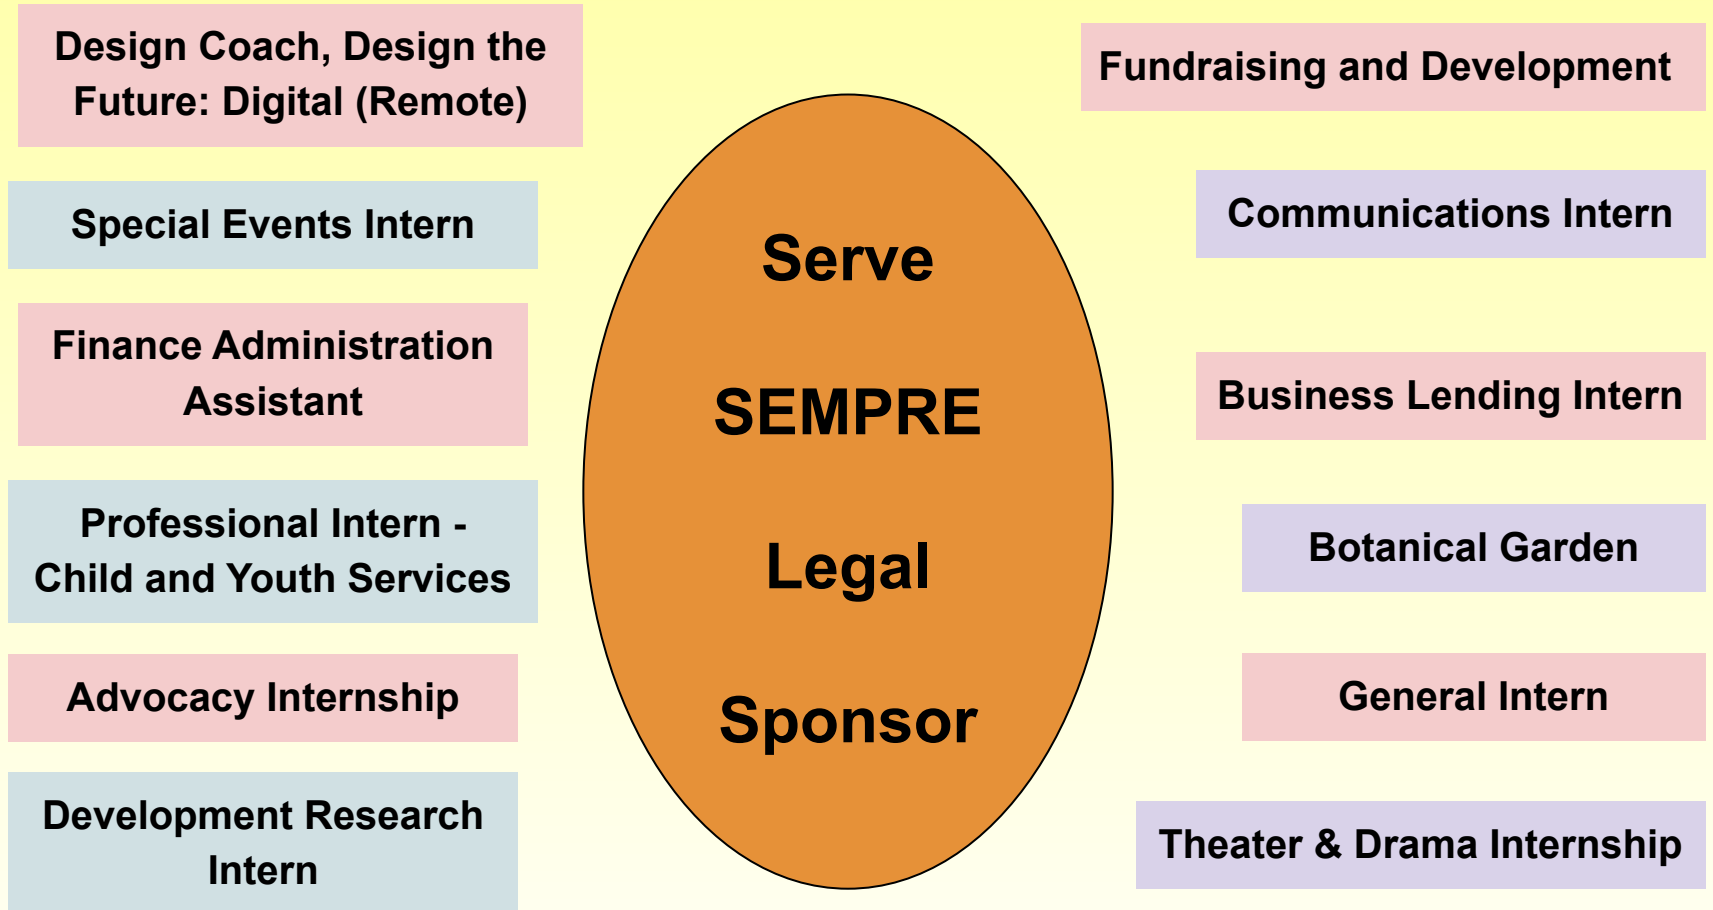 Design Coach, Design the
Future: Digital (Remote)
Special Events Intern
Finance Administration
Assistant
Professional Intern -
Child and Youth Services
Advocacy Internship
Development Research
Intern
Serve
SEMPRE
Legal
Sponsor
Fundraising and Development
Communications Intern
Business Lending Intern
Botanical Garden
General Intern
Theater & Drama Internship